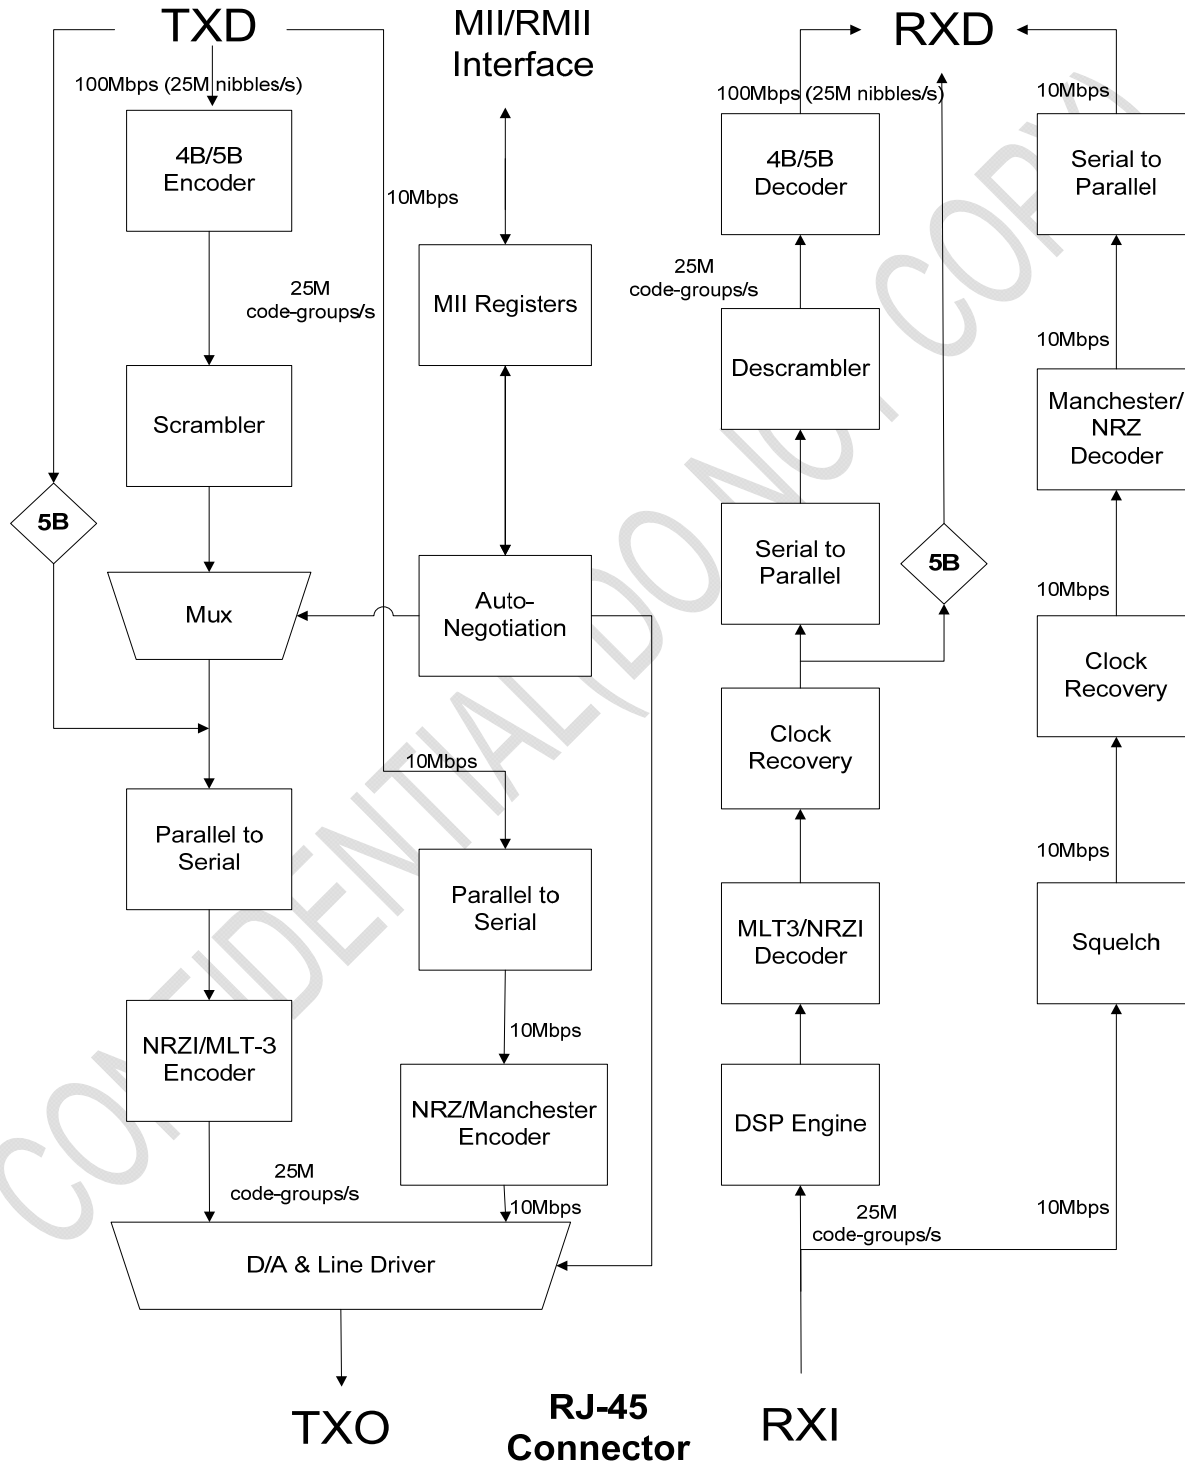 TXD
MII/RMII
Interface
RXD
100Mbps (25M nibbles/s)
100Mbps (25M nibbles/s)
10Mbps
4B/5B
Encoder
10Mbps
4B/5B
Decoder
Serial to
Parallel
25M
code-groups/s
MII Registers
25M
code-groups/s
10Mbps
Scrambler
Descrambler
Manchester/
NRZ
Decoder
5B
Serial to
Parallel
5B
10Mbps
Mux
Auto-
Negotiation
Clock
Recovery
10Mbps
Clock
Recovery
Parallel to
Serial
Parallel to
Serial
10Mbps
MLT3/NRZI
Decoder
Squelch
NRZI/MLT-3
Encoder
10Mbps
NRZ/Manchester
Encoder
DSP Engine
25M
code-groups/s
10Mbps
25M
code-groups/s
10Mbps
D/A & Line Driver
TXO
RJ-45
Connector
RXI
CONFIDENTIAL (DO NOT COPY)